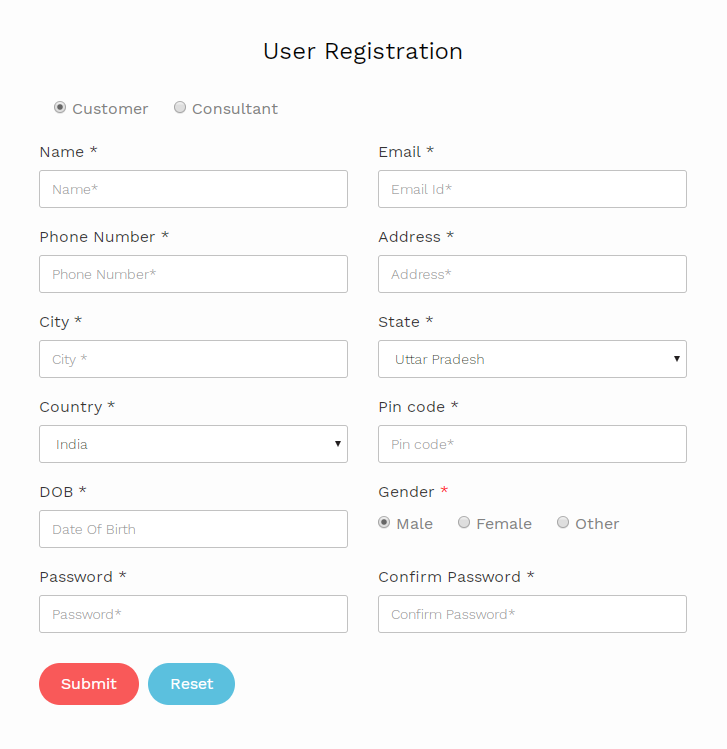 User Registration
Customer Consultant
Name * Email *
Name* Email Id*
Phone Number * Address *
Phone Number* Address*
City * State *
City * Uttar Pradesh
Country * Pin code *
India Pin code*
DOB * Gender *
Date Of Birth Male Female Other
Password * Confirm Password *
Password* Confirm Password*
Submit Reset